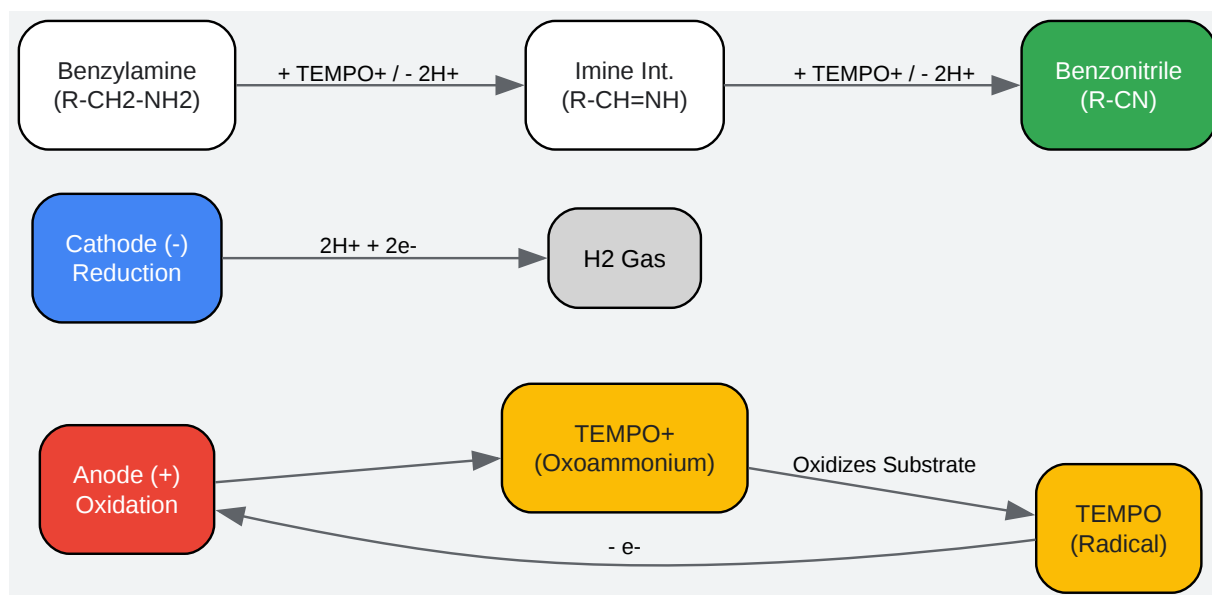 Benzylamine
(R-CH2-NH2)
+ TEMPO+ / - 2H+
Imine Int.
(R-CH=NH)
+ TEMPO+ / - 2H+
Benzonitrile
(R-CN)
Cathode (-)
Reduction
2H+ + 2e-
H2 Gas
Anode (+)
Oxidation
TEMPO+
(Oxoammonium)
Oxidizes Substrate
TEMPO
(Radical)
- e-